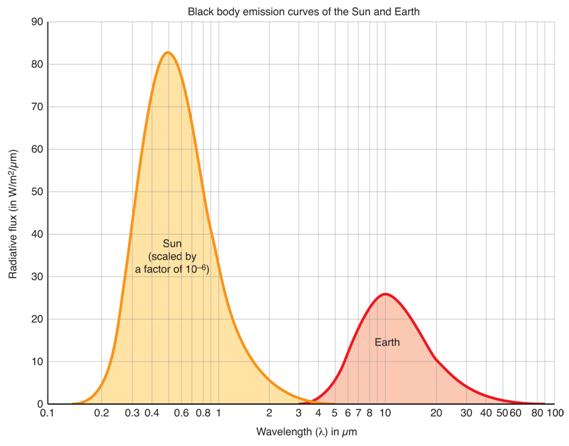 Black body emission curves of the Sun and Earth
Radiative flux (in W/m²/µm)
90
80
70
60
50
40
30
20
10
0
Sun
(scaled by
a factor of 10⁻⁶)
Earth
0.1 0.2 0.3 0.4 0.6 0.8 1 2 3 4 5 6 7 8 10 20 30 40 50 60 80 100
Wavelength (λ) in µm